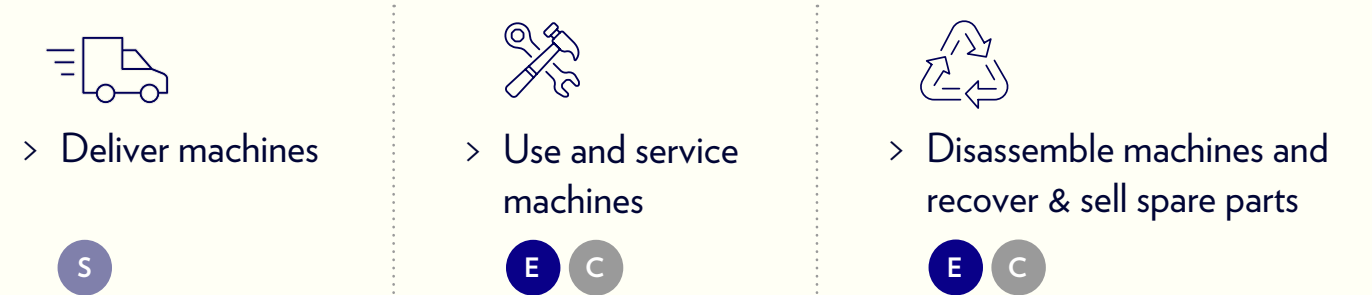 > Deliver machines
S
> Use and service
machines
E C
> Disassemble machines and
recover & sell spare parts
E C